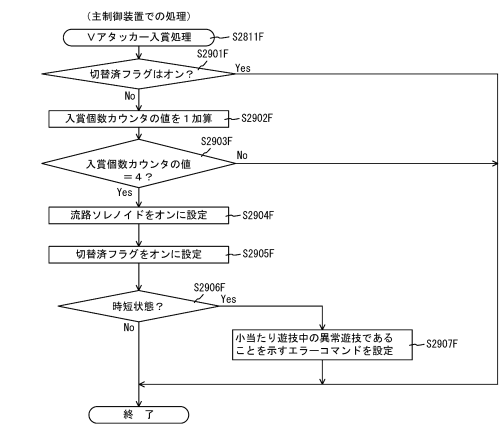 (主制御装置での処理)
Vアタッカー入賞処理
S2811F
S2901F
切替済フラグはオン?
Yes
No
入賞個数カウンタの値を1加算
S2902F
S2903F
入賞個数カウンタの値
=4?
No
Yes
流路ソレノイドをオンに設定
S2904F
切替済フラグをオンに設定
S2905F
S2906F
時短状態?
Yes
No
小当たり遊技中の異常遊技である
ことを示すエラーコマンドを設定
S2907F
終 了